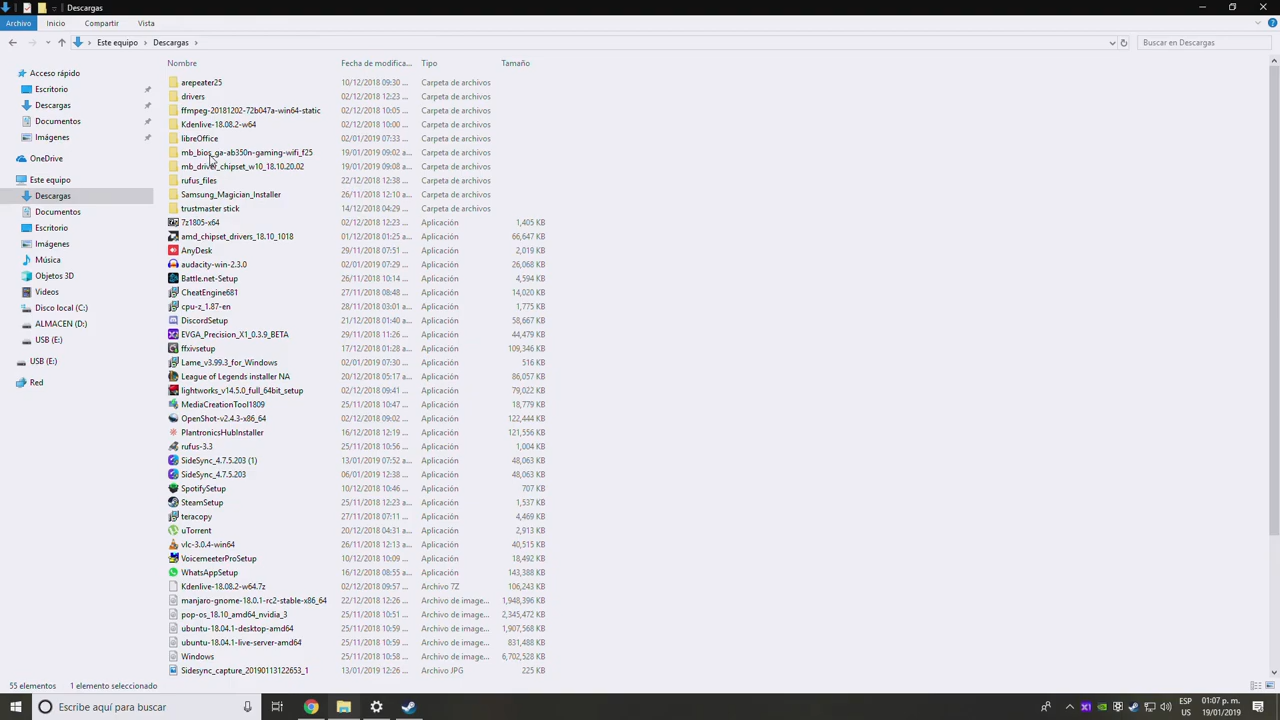 Descargas
Archivo Inicio Compartir Vista
Este equipo Descargas Buscar en Descargas
Nombre Fecha de modifica... Tipo Tamaño
Acceso rápido
Escritorio
Descargas
Documentos
Imágenes
OneDrive
Este equipo
Descargas
Documentos
Escritorio
Imágenes
Música
Objetos 3D
Videos
Disco local (C:)
ALMACEN (D:)
USB (E:)
USB (E:)
Red
arepeater25 10/12/2018 09:30 ... Carpeta de archivos
drivers 02/12/2018 12:23 ... Carpeta de archivos
ffmpeg-20181202-72b047a-win64-static 02/12/2018 10:05 ... Carpeta de archivos
Kdenlive-18.08.2-w64 02/12/2018 10:00 ... Carpeta de archivos
libreOffice 02/01/2019 07:33 ... Carpeta de archivos
mb_bios_ga-ab350n-gaming-wifi_f25 19/01/2019 09:02 a... Carpeta de archivos
mb_driver_chipset_w10_18.10.20.02 19/01/2019 09:08 a... Carpeta de archivos
rufus_files 22/12/2018 12:38 ... Carpeta de archivos
Samsung_Magician_Installer 26/11/2018 12:10 a... Carpeta de archivos
trustmaster stick 14/12/2018 04:29 ... Carpeta de archivos
7z1805-x64 02/12/2018 12:23 ... Aplicación 1,405 KB
amd_chipset_drivers_18.10_1018 01/12/2018 01:25 a... Aplicación 66,647 KB
AnyDesk 29/11/2018 07:51 ... Aplicación 2,019 KB
audacity-win-2.3.0 02/01/2019 07:29 ... Aplicación 26,068 KB
Battle.net-Setup 26/11/2018 10:14 ... Aplicación 4,594 KB
CheatEngine681 27/11/2018 08:48 ... Aplicación 14,020 KB
cpu-z_1.87-en 28/11/2018 03:01 ... Aplicación 1,775 KB
DiscordSetup 21/12/2018 01:40 ... Aplicación 58,667 KB
EVGA_Precision_X1_0.3.9_BETA 29/11/2018 11:26 ... Aplicación 44,479 KB
ffxivsetup 17/12/2018 01:28 ... Aplicación 109,346 KB
Lame_v3.99.3_for_Windows 02/01/2019 07:30 ... Aplicación 516 KB
League of Legends installer NA 20/12/2018 05:17 ... Aplicación 86,057 KB
lightworks_v14.5.0_full_64bit_setup 02/12/2018 09:41 ... Aplicación 79,022 KB
MediaCreationTool1809 25/11/2018 10:47 ... Aplicación 18,779 KB
OpenShot-v2.4.3-x86_64 02/12/2018 09:02 ... Aplicación 122,444 KB
PlantronicsHubInstaller 16/12/2018 12:19 ... Aplicación 121,556 KB
rufus-3.3 25/11/2018 10:56 ... Aplicación 1,004 KB
SideSync_4.7.5.203 (1) 13/01/2019 07:52 a... Aplicación 48,063 KB
SideSync_4.7.5.203 06/01/2019 12:38 ... Aplicación 48,063 KB
SpotifySetup 10/12/2018 10:46 ... Aplicación 707 KB
SteamSetup 25/11/2018 12:23 a... Aplicación 1,537 KB
teracopy 27/11/2018 07:11 ... Aplicación 4,469 KB
uTorrent 20/12/2018 04:31 a... Aplicación 2,913 KB
vlc-3.0.4-win64 26/11/2018 12:13 a... Aplicación 40,515 KB
VoicemeeterProSetup 10/12/2018 10:09 ... Aplicación 18,492 KB
WhatsAppSetup 16/12/2018 08:55 a... Aplicación 143,388 KB
Kdenlive-18.08.2-w64.7z 02/12/2018 09:57 ... Archivo 7Z 106,243 KB
manjaro-gnome-18.0.1-rc2-stable-x86_64 22/12/2018 12:26 ... Archivo de image... 1,948,396 KB
pop-os_18.10_amd64_nvidia_3 25/11/2018 10:51 ... Archivo de image... 2,345,472 KB
ubuntu-18.04.1-desktop-amd64 25/11/2018 10:59 ... Archivo de image... 1,907,568 KB
ubuntu-18.04.1-live-server-amd64 25/11/2018 10:59 ... Archivo de image... 831,488 KB
Windows 25/11/2018 10:58 ... Archivo de image... 6,702,528 KB
Sidesync_capture_20190113122653_1 13/01/2019 12:26 ... Archivo JPG 225 KB
55 elementos 1 elemento seleccionado
Escribe aquí para buscar
ESP 01:07 p. m.
US 19/01/2019